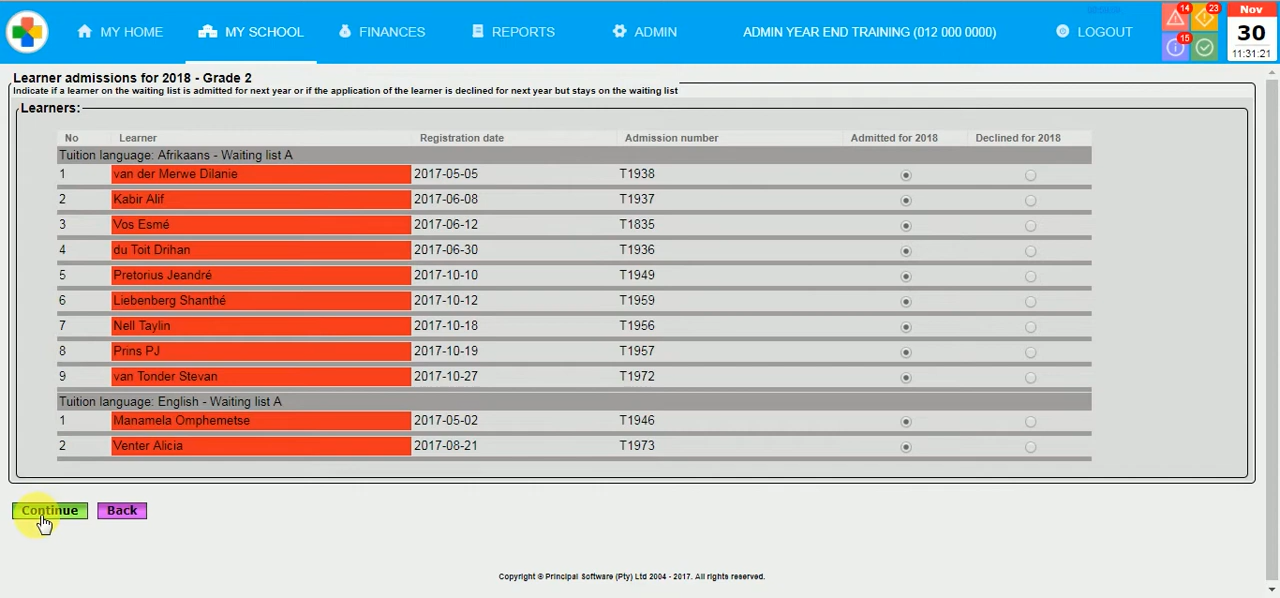 MY HOME MY SCHOOL FINANCES REPORTS ADMIN ADMIN YEAR END TRAINING (012 000 0000) LOGOUT
14 23
15
Nov
30
11:31:21
Learner admissions for 2018 - Grade 2
Indicate if a learner on the waiting list is admitted for next year or if the application of the learner is declined for next year but stays on the waiting list
Learners:
No Learner Registration date Admission number Admitted for 2018 Declined for 2018
Tuition language: Afrikaans - Waiting list A
1 van der Merwe Dilanie 2017-05-05 T1938
2 Kabir Alif 2017-06-08 T1937
3 Vos Esmé 2017-06-12 T1835
4 du Toit Drihan 2017-06-30 T1936
5 Pretorius Jeandré 2017-10-10 T1949
6 Liebenberg Shanthé 2017-10-12 T1959
7 Nell Taylin 2017-10-18 T1956
8 Prins PJ 2017-10-19 T1957
9 van Tonder Stevan 2017-10-27 T1972
Tuition language: English - Waiting list A
1 Manamela Omphemetse 2017-05-02 T1946
2 Venter Alicia 2017-08-21 T1973
Continue Back
Copyright © Principal Software (Pty) Ltd 2004 - 2017. All rights reserved.